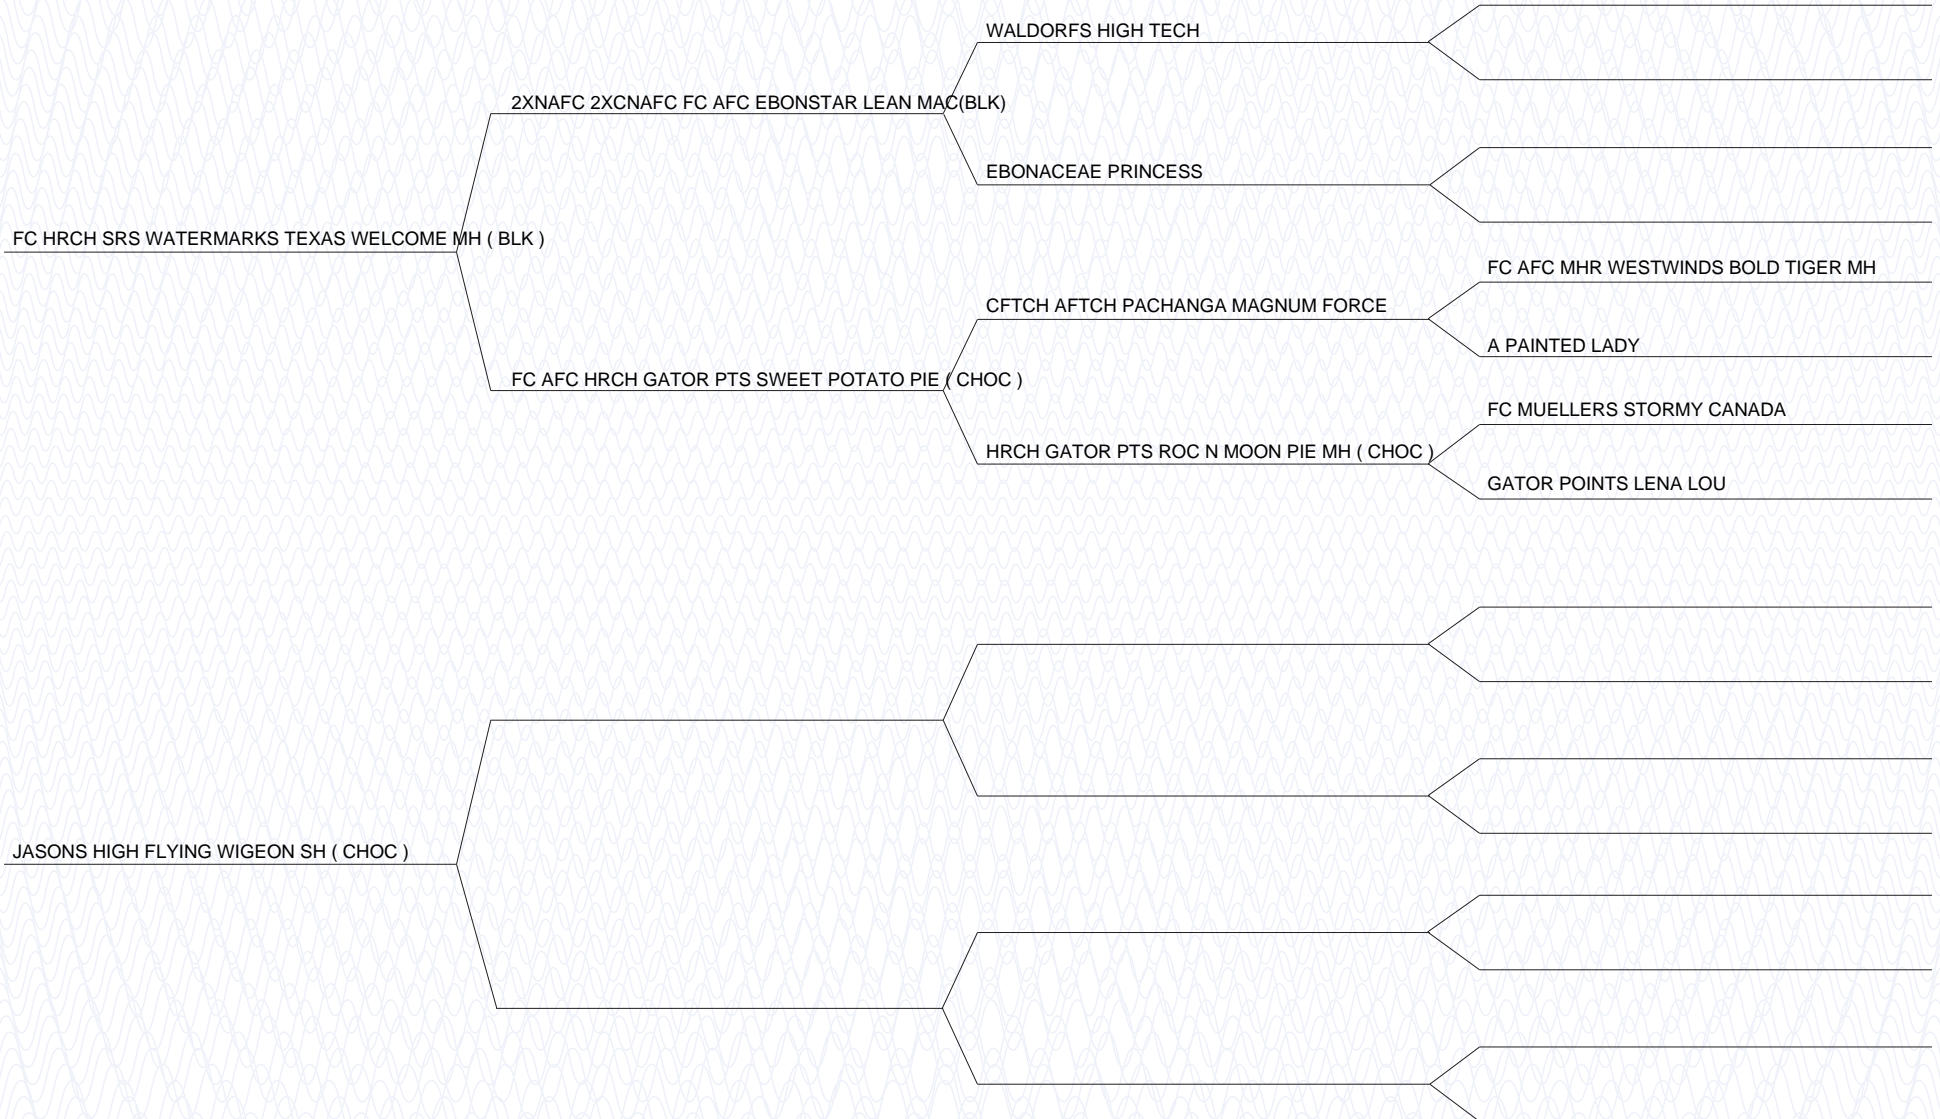 WALDORFS HIGH TECH
2XNAFC 2XCNAFC FC AFC EBONSTAR LEAN MAC(BLK)
EBONACEAE PRINCESS
FC HRCH SRS WATERMARKS TEXAS WELCOME MH ( BLK )
FC AFC MHR WESTWINDS BOLD TIGER MH
CFTCH AFTCH PACHANGA MAGNUM FORCE
A PAINTED LADY
FC AFC HRCH GATOR PTS SWEET POTATO PIE ( CHOC )
FC MUELLERS STORMY CANADA
HRCH GATOR PTS ROC N MOON PIE MH ( CHOC )
GATOR POINTS LENA LOU
JASONS HIGH FLYING WIGEON SH ( CHOC )